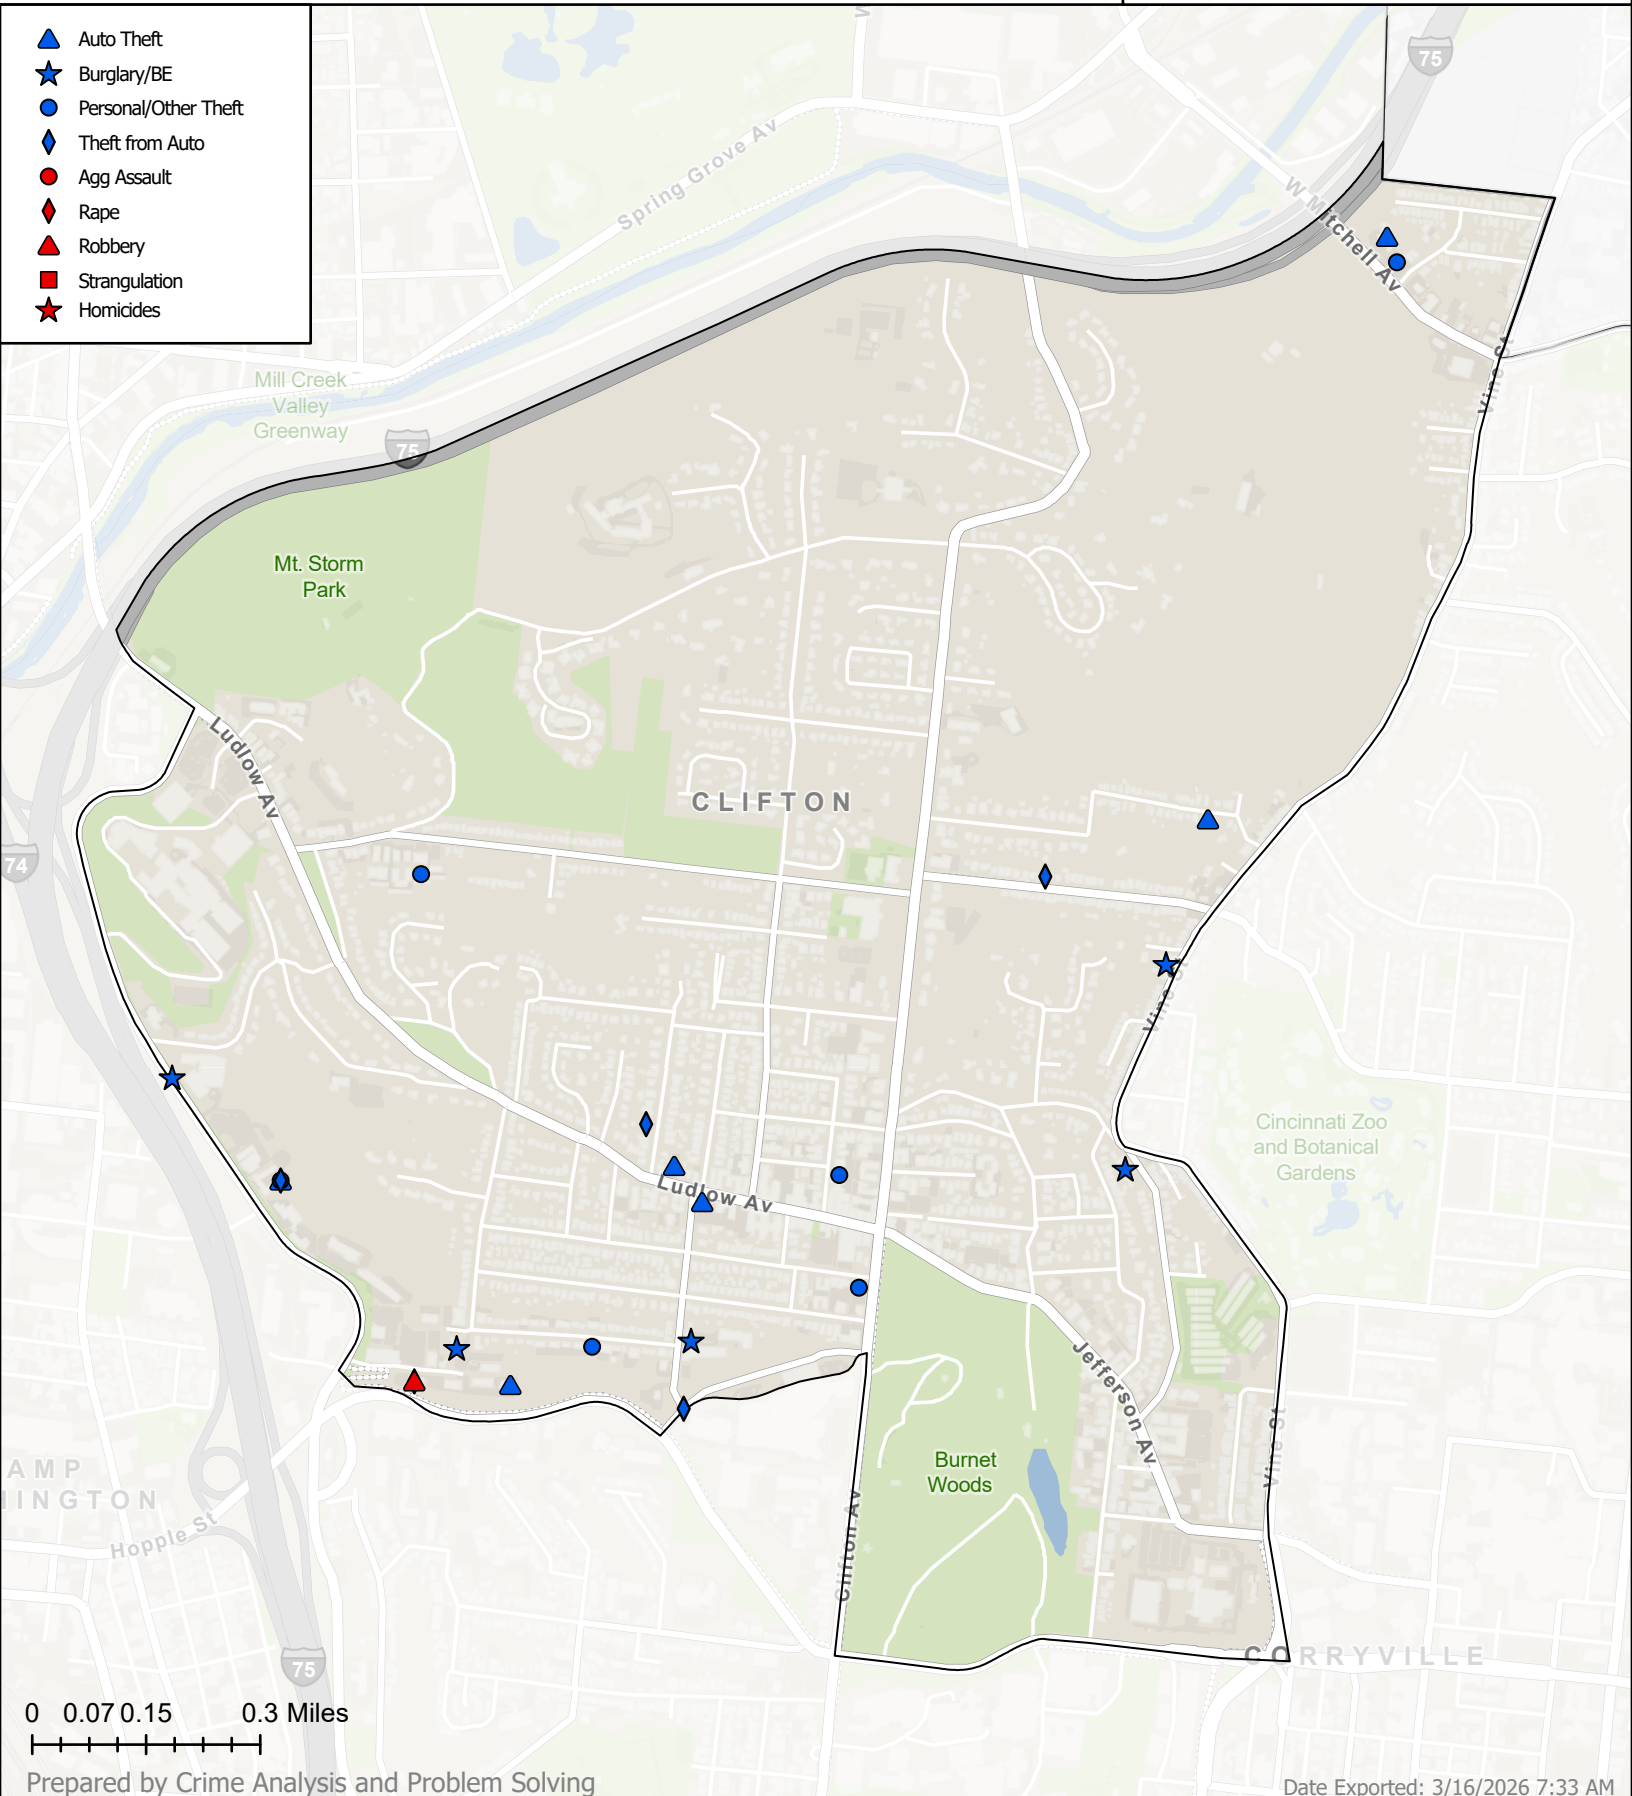 Auto Theft
Burglary/BE
Personal/Other Theft
Theft from Auto
Agg Assault
Rape
Robbery
Strangulation
Homicides
75
Spring Grove Av
W Mitchell Av
Vine St
Mill Creek
Valley
Greenway
75
Mt. Storm
Park
Ludlow Av
CLIFTON
74
Vine St
Cincinnati Zoo
and Botanical
Gardens
Ludlow Av
Jefferson Av
Burnet
Woods
Vine St
Clifton Av
AMP
HINGTON
Hopple St
75
CORRYVILLE
0 0.07 0.15 0.3 Miles
Prepared by Crime Analysis and Problem Solving
Date Exported: 3/16/2026 7:33 AM